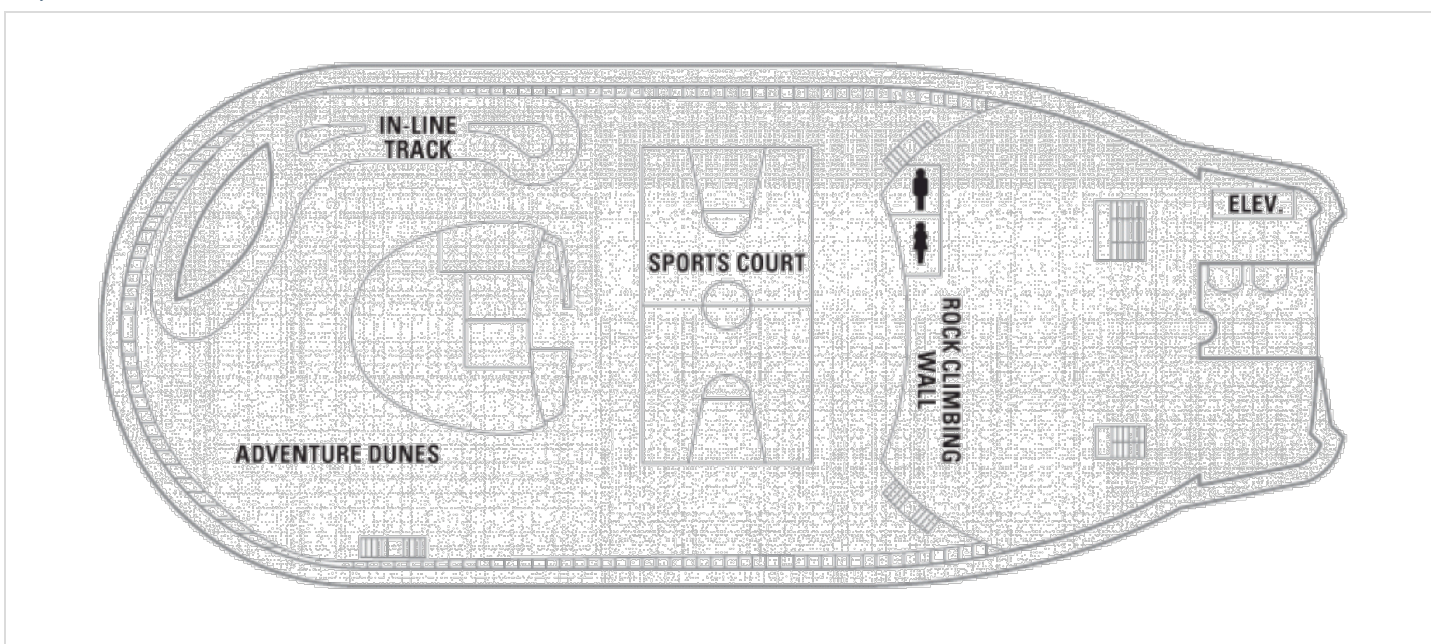 IN-LINE
TRACK
SPORTS COURT
ELEV.
ROCK CLIMBING
WALL
ADVENTURE DUNES